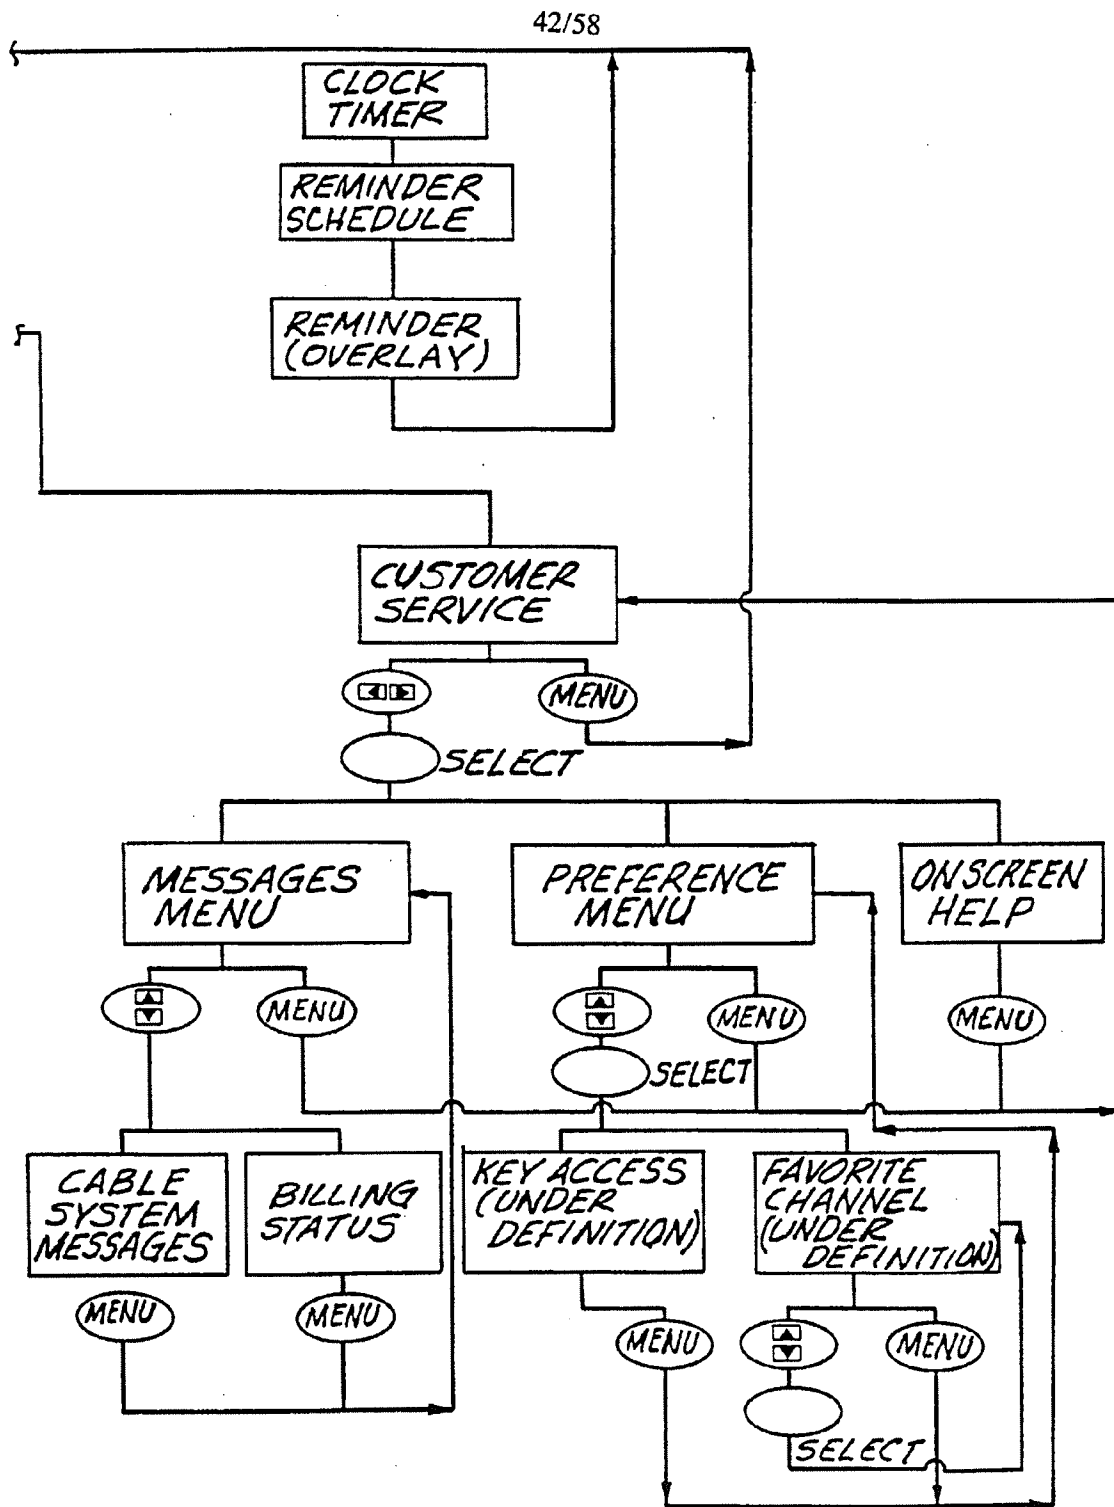 42/58
CLOCK
TIMER
REMINDER
SCHEDULE
REMINDER
(OVERLAY)
CUSTOMER
SERVICE
MENU
SELECT
MESSAGES
MENU
PREFERENCE
MENU
ON SCREEN
HELP
MENU
MENU
MENU
SELECT
CABLE
SYSTEM
MESSAGES
BILLING
STATUS
KEY ACCESS
(UNDER
DEFINITION)
FAVORITE
CHANNEL
(UNDER
DEFINITION)
MENU
MENU
MENU
MENU
SELECT